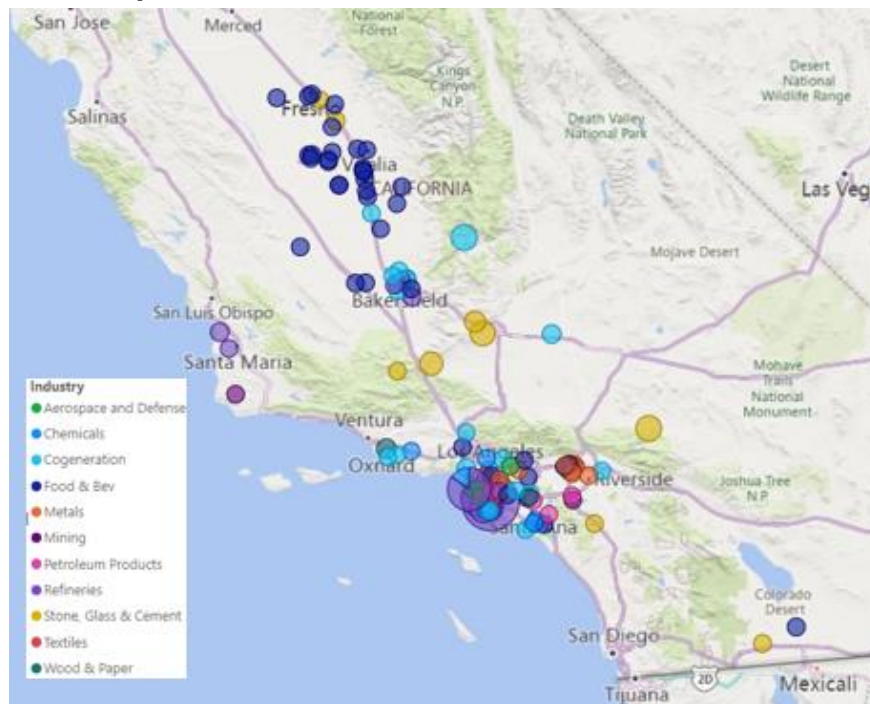 San Jose
Merced
National
Forest
Kings
Canyon
N.P.
Desert
National
Wildlife Range
Death Valley
National Park
Salinas
Fres
Visalia
CALIFORNIA
Las Veg
Mojave Desert
Bakersfield
San Luis Obispo
Santa Maria
Mohave
Trails
National
Monument
Industry
Aerospace and Defense
Chemicals
Cogeneration
Food & Bev
Metals
Mining
Petroleum Products
Refineries
Stone, Glass & Cement
Textiles
Wood & Paper
Ventura
Oxnard
Los Angeles
Riverside
Joshua Tree
N.P.
Santa Ana
Colorado
Desert
San Diego
20
Tijuana
Mexicali